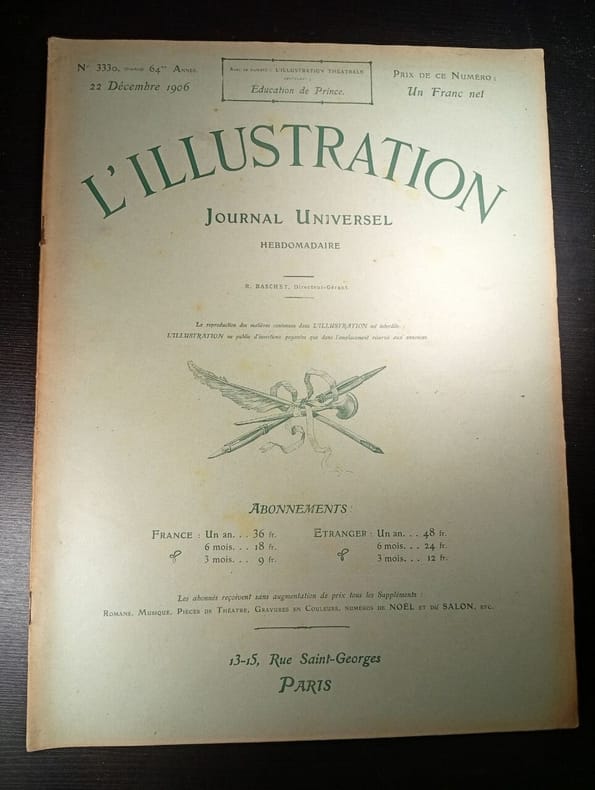 N° 3330, 64me Année.
22 Décembre 1906
Avec ce numéro : L'ILLUSTRATION THÉATRALE
Education de Prince.
Prix de ce Numéro :
Un Franc net
L'ILLUSTRATION
Journal Universel
HEBDOMADAIRE
R. BASCHET, Directeur-Gérant.
La reproduction des matières contenues dans L'ILLUSTRATION est interdite.
L'ILLUSTRATION ne publie d'insertions payantes que dans l'emplacement réservé aux annonces
Abonnements :
France : Un an. . . 36 fr.
6 mois. . . 18 fr.
3 mois. . . 9 fr.
Etranger : Un an. . . 48 fr.
6 mois. . . 24 fr.
3 mois. . . 12 fr.
Les abonnés reçoivent sans augmentation de prix tous les Suppléments :
Romans, Musique, Pièces de Théatre, Gravures en Couleurs, numéros de NOËL et du SALON, etc.
13-15, Rue Saint-Georges
Paris